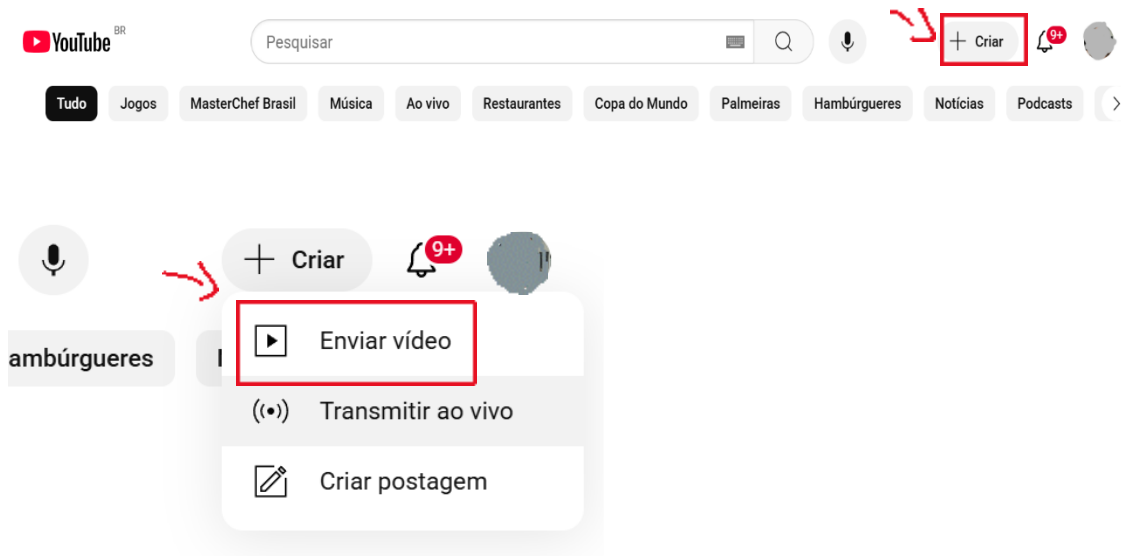 YouTube BR Pesquisar + Criar 9+
Tudo Jogos MasterChef Brasil Música Ao vivo Restaurantes Copa do Mundo Palmeiras Hambúrgueres Notícias Podcasts
+ Criar 9+
Enviar vídeo
ambúrgueres
Transmitir ao vivo
Criar postagem